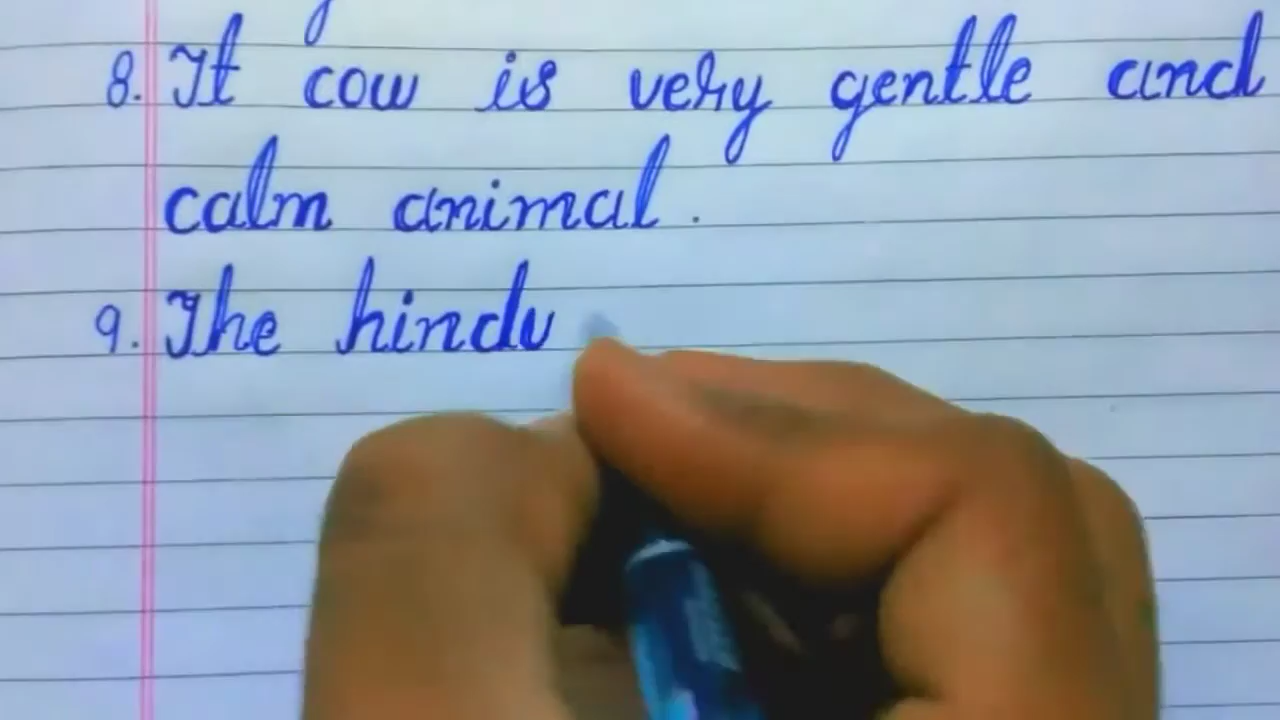 8. It cow is very gentle and
calm animal.
9. The hindu